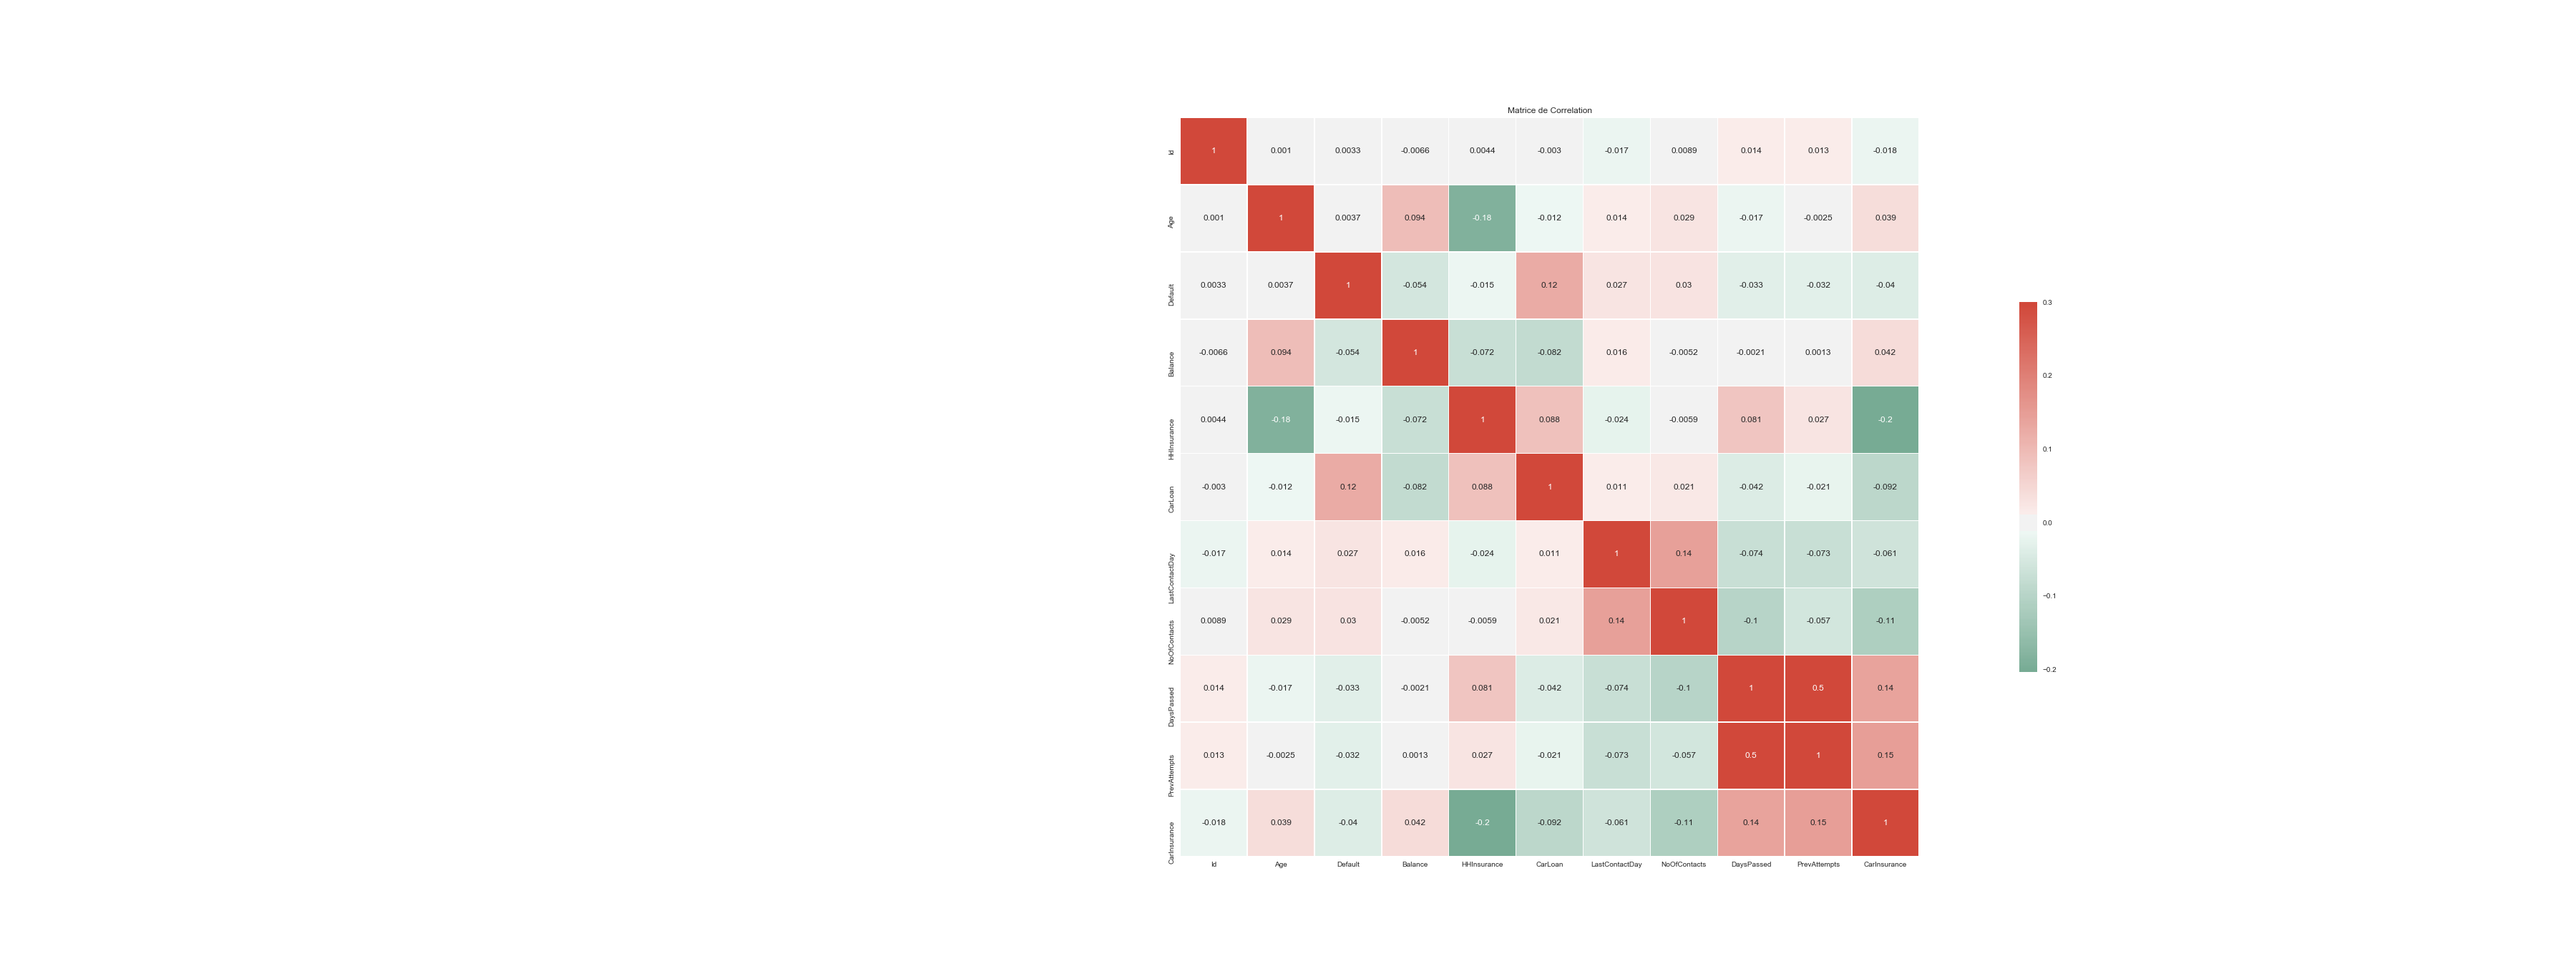 Matrice de Correlation
Id 1 0.001 0.0033 -0.0066 0.0044 -0.003 -0.017 0.0089 0.014 0.013 -0.018
Age 0.001 1 0.0037 0.094 -0.18 -0.012 0.014 0.029 -0.017 -0.0025 0.039
Default 0.0033 0.0037 1 -0.054 -0.015 0.12 0.027 0.03 -0.033 -0.032 -0.04
Balance -0.0066 0.094 -0.054 1 -0.072 -0.082 0.016 -0.0052 -0.0021 0.0013 0.042
HHInsurance 0.0044 -0.18 -0.015 -0.072 1 0.088 -0.024 -0.0059 0.081 0.027 -0.2
CarLoan -0.003 -0.012 0.12 -0.082 0.088 1 0.011 0.021 -0.042 -0.021 -0.092
LastContactDay -0.017 0.014 0.027 0.016 -0.024 0.011 1 0.14 -0.074 -0.073 -0.061
NoOfContacts 0.0089 0.029 0.03 -0.0052 -0.0059 0.021 0.14 1 -0.1 -0.057 -0.11
DaysPassed 0.014 -0.017 -0.033 -0.0021 0.081 -0.042 -0.074 -0.1 1 0.5 0.14
PrevAttempts 0.013 -0.0025 -0.032 0.0013 0.027 -0.021 -0.073 -0.057 0.5 1 0.15
CarInsurance -0.018 0.039 -0.04 0.042 -0.2 -0.092 -0.061 -0.11 0.14 0.15 1
Id Age Default Balance HHInsurance CarLoan LastContactDay NoOfContacts DaysPassed PrevAttempts CarInsurance
0.3
0.2
0.1
0.0
−0.1
−0.2